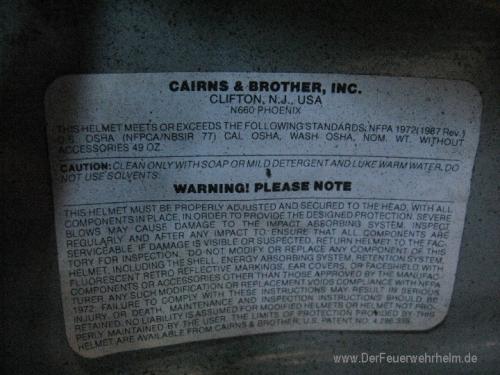 CAIRNS & BROTHER, INC.
CLIFTON, N.J., USA
N660 PHOENIX
THIS HELMET MEETS OR EXCEEDS THE FOLLOWING STANDARDS: NFPA 1972 (1987 Rev.)
U.S. OSHA (NFPCA/NBSIR 77) CAL OSHA, WASH OSHA, NOM. WT. WITHOUT
ACCESSORIES 49 OZ.
CAUTION: CLEAN ONLY WITH SOAP OR MILD DETERGENT AND LUKE WARM WATER. DO
NOT USE SOLVENTS.
WARNING! PLEASE NOTE
THIS HELMET MUST BE PROPERLY ADJUSTED AND SECURED TO THE HEAD, WITH ALL
COMPONENTS IN PLACE, IN ORDER TO PROVIDE THE DESIGNED PROTECTION. SEVERE
BLOWS MAY CAUSE DAMAGE TO THE IMPACT ABSORBING SYSTEM. INSPECT
REGULARLY AND AFTER ANY IMPACT TO ENSURE THAT ALL COMPONENTS ARE
SERVICEABLE. IF DAMAGE IS VISIBLE OR SUSPECTED, RETURN HELMET TO THE FAC-
TORY FOR INSPECTION. DO NOT MODIFY OR REPLACE ANY COMPONENT OF THIS
HELMET, INCLUDING THE SHELL, ENERGY ABSORBING SYSTEM, RETENTION SYSTEM,
FLUORESCENT RETRO REFLECTIVE MARKINGS, EAR COVERS, OR FACESHIELD WITH
COMPONENTS OR ACCESSORIES OTHER THAN THOSE APPROVED BY THE MANUFAC-
TURER. ANY SUCH MODIFICATION OR REPLACEMENT VOIDS COMPLIANCE WITH NFPA
1972. FAILURE TO COMPLY WITH THESE INSTRUCTIONS MAY RESULT IN SERIOUS
INJURY, OR DEATH. MAINTENANCE AND INSPECTION INSTRUCTIONS SHOULD BE
RETAINED. NO LIABILITY IS ASSUMED FOR MODIFIED HELMETS OR HELMETS NOT PRO-
PERLY MAINTAINED BY THE USER. THE LIMITS OF PROTECTION PROVIDED BY THIS
HELMET ARE AVAILABLE FROM CAIRNS & BROTHER. U.S. PATENT NO. 4,286,339.
www.DerFeuerwehrhelm.de